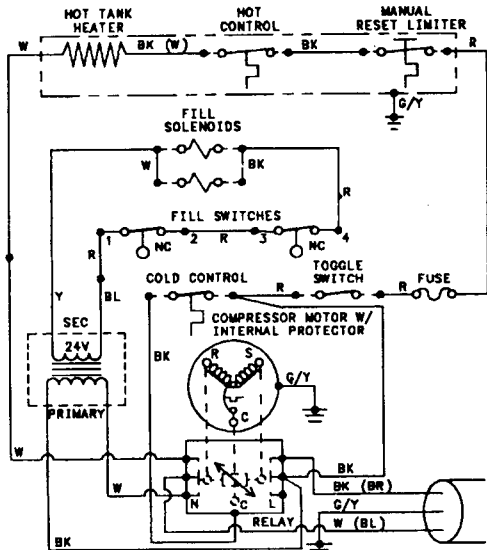 HOT TANK HEATER
HOT CONTROL
MANUAL RESET LIMITER
W
BK (W)
BK
R
G/Y
FILL SOLENOIDS
W
BK
R
FILL SWITCHES
1
2
R
3
4
NC
NC
R
COLD CONTROL
TOGGLE SWITCH
R
R
FUSE
Y
BL
SEC
24V
PRIMARY
BK
COMPRESSOR MOTOR W/ INTERNAL PROTECTOR
R
S
C
G/Y
W
W
N
C
L
RELAY
BK
BK (BR)
G/Y
W (BL)
BK